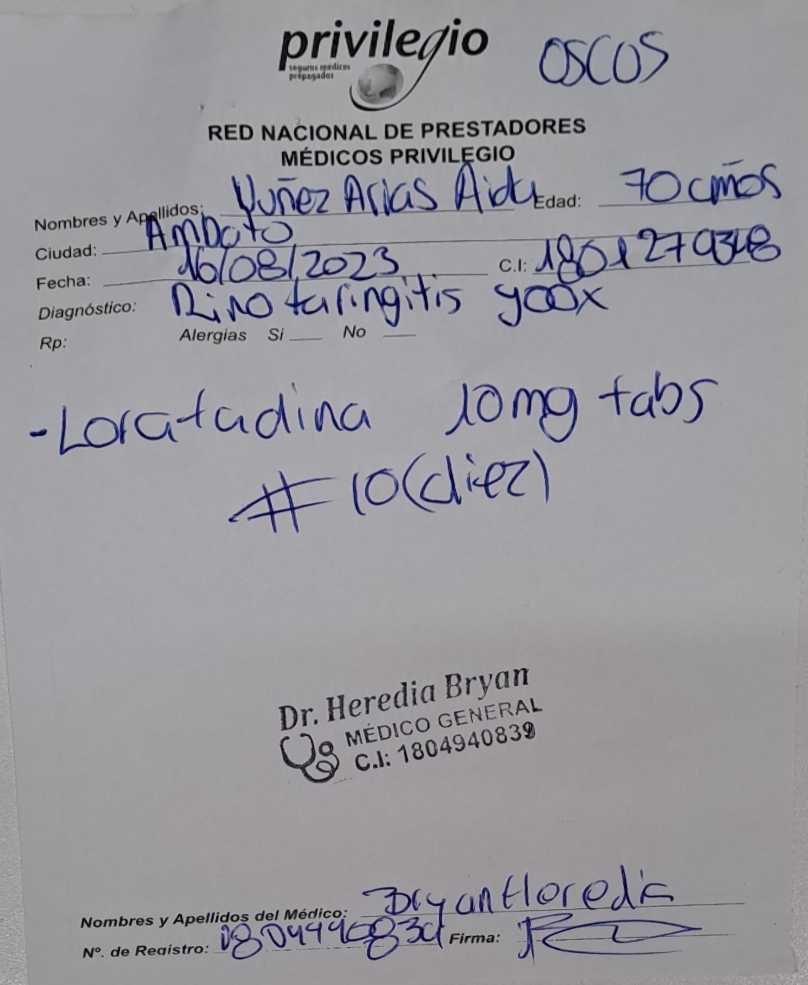 privilegio
seguros médicos
prepagados
OSCOS
RED NACIONAL DE PRESTADORES
MÉDICOS PRIVILEGIO
Nombres y Apellidos: Yuñez Arias Aida Edad: 70 años
Ciudad: Ambato
Fecha: 16/08/2023 C.I: 1801279348
Diagnóstico: Rinofaringitis J00X
Rp: Alergias Si ___ No ___
-Loratadina 10mg tabs
#10(diez)
Dr. Heredia Bryan
MÉDICO GENERAL
C.I: 1804940839
Nombres y Apellidos del Médico: Bryan Heredia
Nº. de Registro: 1804940839 Firma: